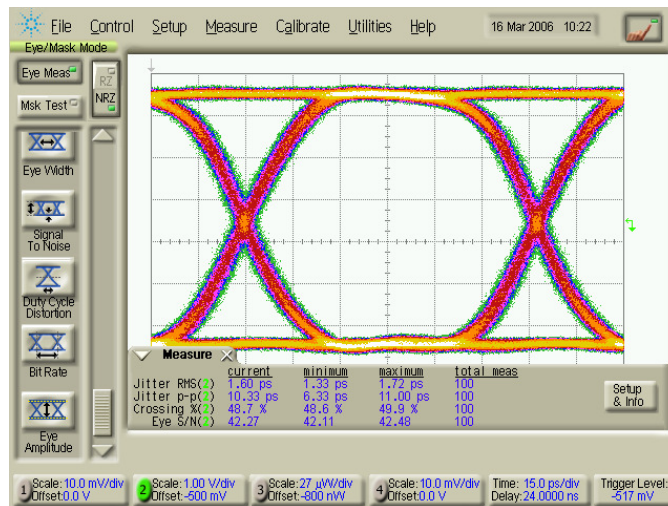 File Control Setup Measure Calibrate Utilities Help 16 Mar 2006 10:22
Eye/Mask Mode
Eye Meas
RZ
NRZ
Msk Test
Eye Width
Signal
To Noise
Duty Cycle
Distortion
Bit Rate
Eye
Amplitude
Measure
current minimum maximum total meas
Jitter RMS(2) 1.60 ps 1.33 ps 1.72 ps 100
Jitter p-p(2) 10.33 ps 6.33 ps 11.00 ps 100
Crossing %(2) 48.7 % 48.6 % 49.9 % 100
Eye S/N(2) 42.27 42.11 42.48 100
Setup
& Info
1 Scale:10.0 mV/div
Offset:0.0 V
2 Scale:1.00 V/div
Offset:-500 mV
3 Scale:27 µW/div
Offset:-800 nW
4 Scale:10.0 mV/div
Offset:0.0 V
Time: 15.0 ps/div
Delay:24.0000 ns
Trigger Level:
-517 mV